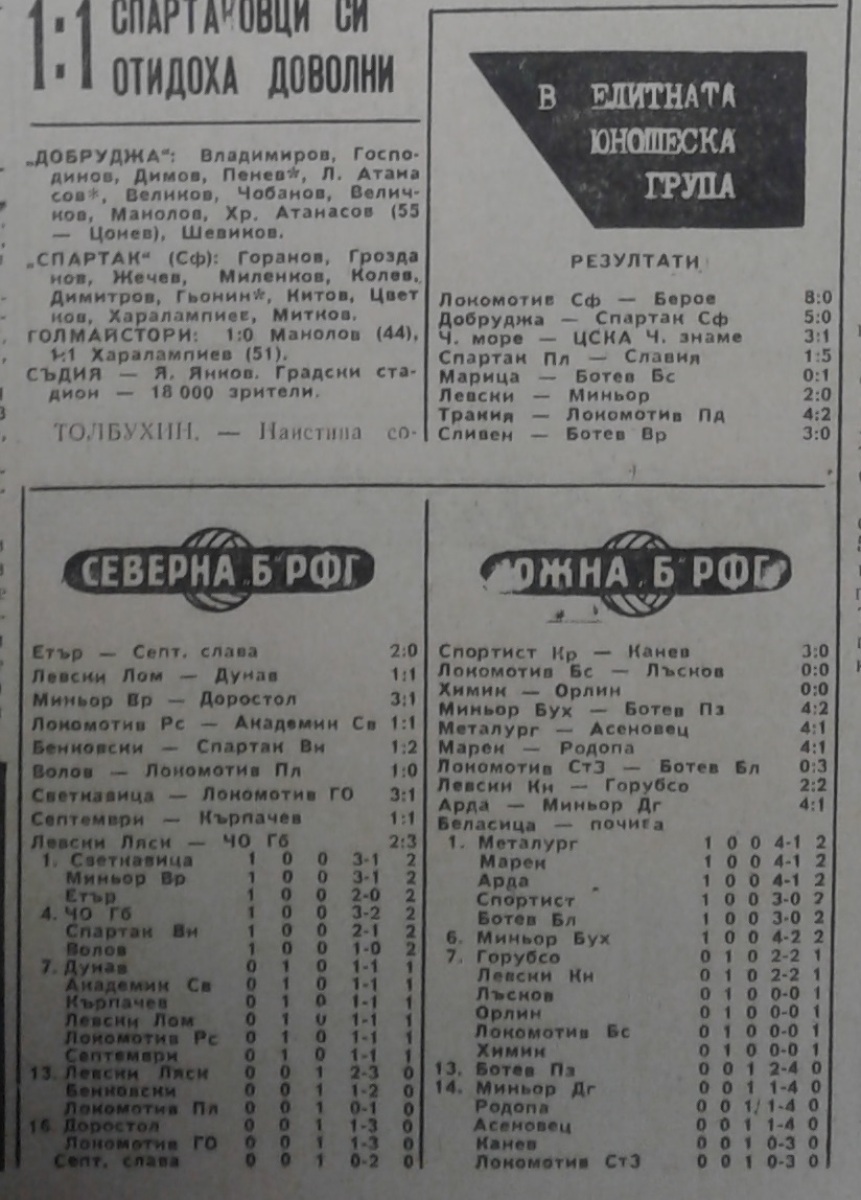 1:1
СПАРТАКОВЦИ СИ
ОТИДОХА ДОВОЛНИ
„ДОБРУДЖА“: Владимиров, Госпо-
динов, Димов, Пенев*, Л. Атана
сов*, Великов, Чобанов, Велич-
ков, Манолов, Хр. Атанасов (55
— Цонев), Шевиков.
„СПАРТАК“ (Сф): Горанов, Грозда
нов, Жечев, Миленков, Колев,
Димитров, Гьонин*, Китов, Цвет
ков, Харалампиев, Митков.
ГОЛМАЙСТОРИ: 1:0 Манолов (44),
1:1 Харалампиев (51).
СЪДИЯ — Я. Янков. Градски ста-
дион — 18 000 зрители.
ТОЛБУХИН. — Наистина со-
В ЕЛИТНАТА
ЮНОШЕСКА
ГРУПА
РЕЗУЛТАТИ
Локомотив Сф — Берое 8:0
Добруджа — Спартак Сф 5:0
Ч. море — ЦСКА Ч. знаме 3:1
Спартак Пл — Славия 1:5
Марица — Ботев Бс 0:1
Левски — Миньор 2:0
Тракия — Локомотив Пд 4:2
Сливен — Ботев Вр 3:0
СЕВЕРНА „Б“ РФГ
Етър — Септ. слава 2:0
Левски Лом — Дунав 1:1
Миньор Вр — Доростол 3:1
Локомотив Рс — Академик Св 1:1
Бенковски — Спартак Вн 1:2
Волов — Локомотив Пл 1:0
Светкавица — Локомотив ГО 3:1
Септември — Кърпачев 1:1
Левски Ляск — ЧО Гб 2:3
1. Светкавица 1 0 0 3-1 2
Миньор Вр 1 0 0 3-1 2
Етър 1 0 0 2-0 2
4. ЧО Гб 1 0 0 3-2 2
Спартак Вн 1 0 0 2-1 2
Волов 1 0 0 1-0 2
7. Дунав 0 1 0 1-1 1
Академик Св 0 1 0 1-1 1
Кърпачев 0 1 0 1-1 1
Левски Лом 0 1 0 1-1 1
Локомотив Рс 0 1 0 1-1 1
Септември 0 1 0 1-1 1
13. Левски Ляск 0 0 1 2-3 0
Бенковски 0 0 1 1-2 0
Локомотив Пл 0 0 1 0-1 0
16. Доростол 0 0 1 1-3 0
Локомотив ГО 0 0 1 1-3 0
Септ. слава 0 0 1 0-2 0
ЮЖНА „Б“ РФГ
Спортист Кр — Канев 3:0
Локомотив Бс — Лъсков 0:0
Химик — Орлин 0:0
Миньор Бух — Ботев Пз 4:2
Металург — Асеновец 4:1
Марек — Родопа 4:1
Локомотив СтЗ — Ботев Бл 0:3
Левски Кн — Горубсо 2:2
Арда — Миньор Дг 4:1
Беласица — почива
1. Металург 1 0 0 4-1 2
Марек 1 0 0 4-1 2
Арда 1 0 0 4-1 2
Спортист 1 0 0 3-0 2
Ботев Бл 1 0 0 3-0 2
6. Миньор Бух 1 0 0 4-2 2
7. Горубсо 0 1 0 2-2 1
Левски Кн 0 1 0 2-2 1
Лъсков 0 1 0 0-0 1
Орлин 0 1 0 0-0 1
Локомотив Бс 0 1 0 0-0 1
Химик 0 1 0 0-0 1
13. Ботев Пз 0 0 1 2-4 0
14. Миньор Дг 0 0 1 1-4 0
Родопа 0 0 1 1-4 0
Асеновец 0 0 1 1-4 0
Канев 0 0 1 0-3 0
Локомотив СтЗ 0 0 1 0-3 0